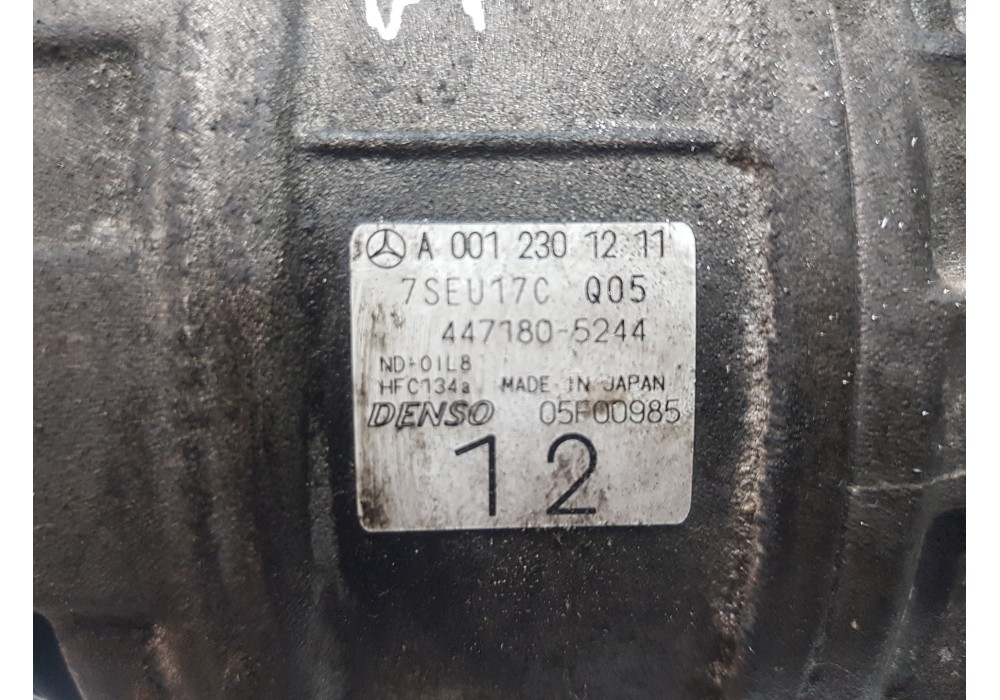 A 001 230 12 11
7SEU17C Q05
447180-5244
ND-OIL8
HFC134a MADE IN JAPAN
DENSO 05F00985
12